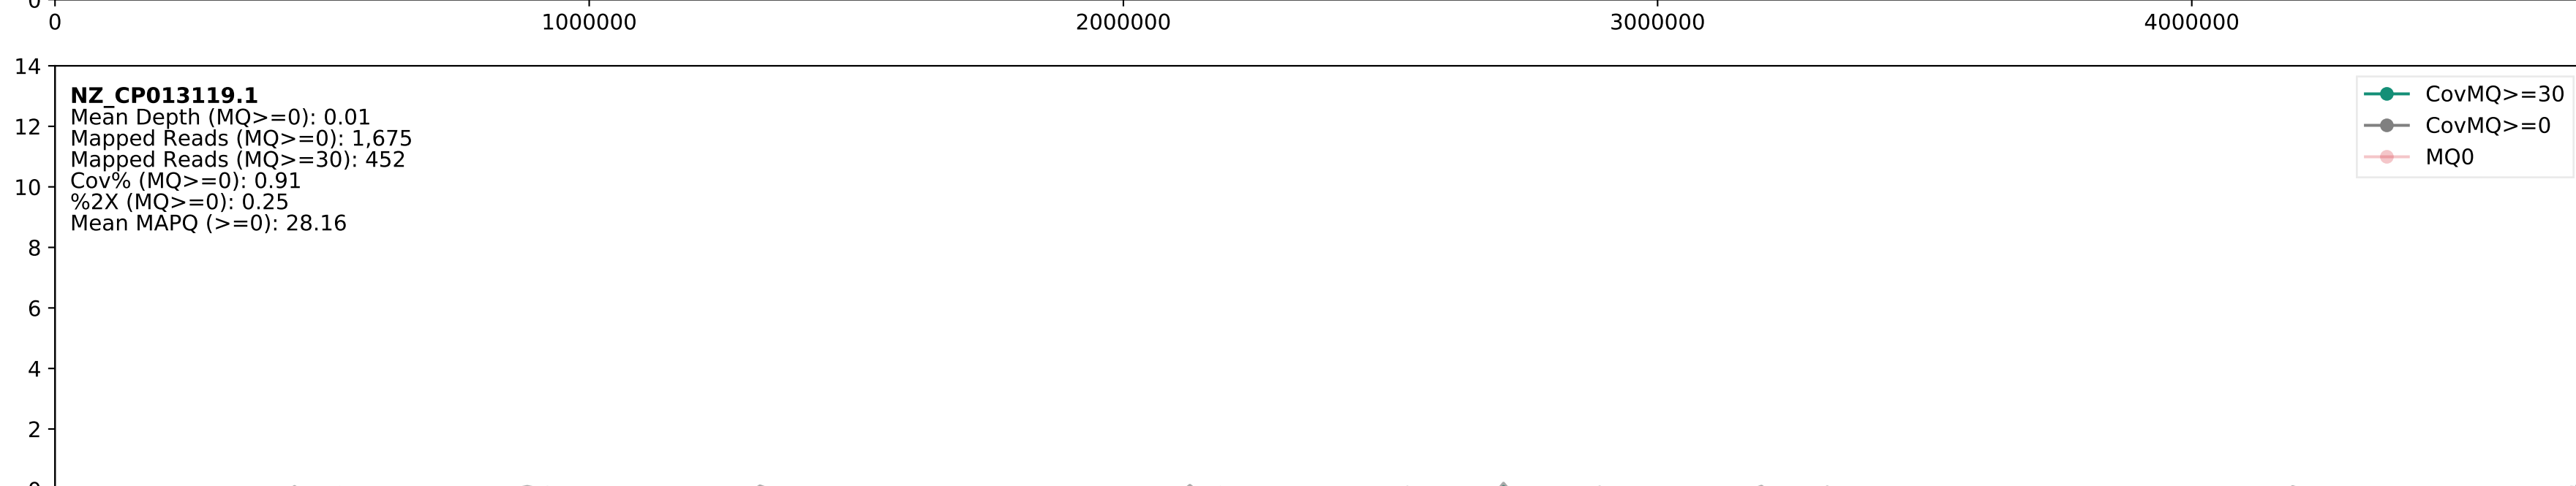 0
0 1000000 2000000 3000000 4000000
14
NZ_CP013119.1
Mean Depth (MQ>=0): 0.01
Mapped Reads (MQ>=0): 1,675
Mapped Reads (MQ>=30): 452
Cov% (MQ>=0): 0.91
%2X (MQ>=0): 0.25
Mean MAPQ (>=0): 28.16
CovMQ>=30
CovMQ>=0
MQ0
12
10
8
6
4
2
0